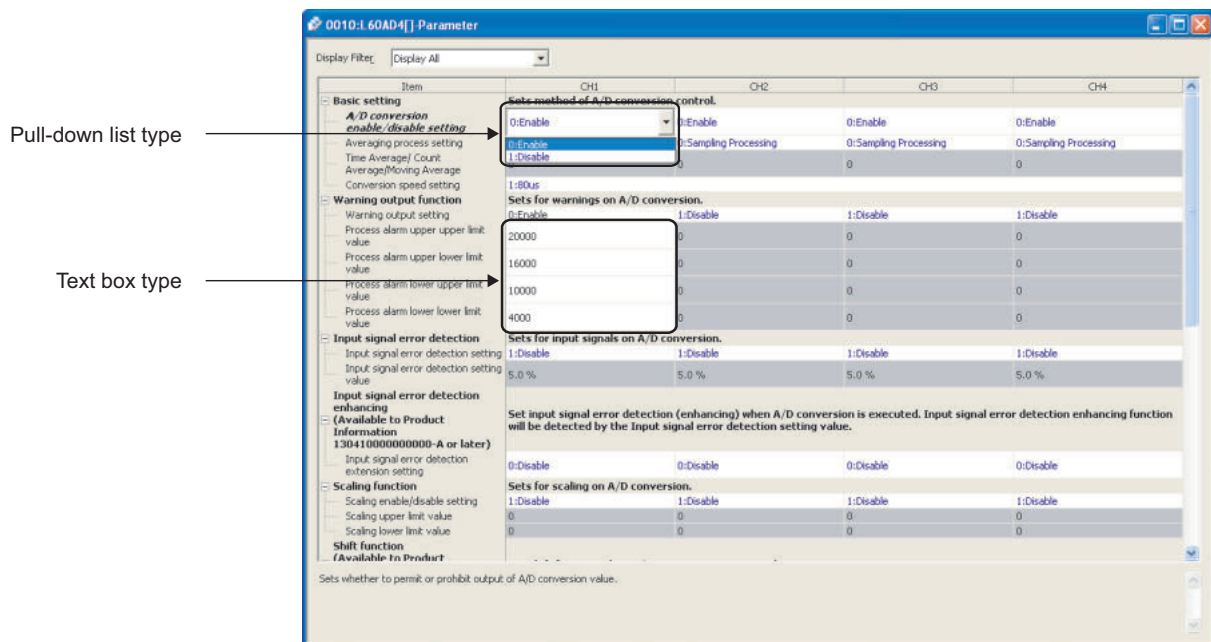 0010:L60AD4[]-Parameter
Display Filter Display All
Item CH1 CH2 CH3 CH4
Basic setting Sets method of A/D conversion control.
A/D conversion enable/disable setting 0:Enable 0:Enable 0:Enable 0:Enable
Pull-down list type
0:Enable
1:Disable
Averaging process setting 0:Sampling Processing 0:Sampling Processing 0:Sampling Processing
Time Average/ Count Average/Moving Average 0 0
Conversion speed setting 1:80us
Warning output function Sets for warnings on A/D conversion.
Warning output setting 0:Enable 1:Disable 1:Disable 1:Disable
Process alarm upper upper limit value 20000 0 0 0
Process alarm upper lower limit value 16000 0 0 0
Text box type
Process alarm lower upper limit value 10000 0 0 0
Process alarm lower lower limit value 4000 0 0 0
Input signal error detection Sets for input signals on A/D conversion.
Input signal error detection setting 1:Disable 1:Disable 1:Disable 1:Disable
Input signal error detection setting value 5.0 % 5.0 % 5.0 % 5.0 %
Input signal error detection enhancing
(Available to Product Information
130410000000000-A or later)
Set input signal error detection (enhancing) when A/D conversion is executed. Input signal error detection enhancing function
will be detected by the Input signal error detection setting value.
Input signal error detection extension setting 0:Disable 0:Disable 0:Disable 0:Disable
Scaling function Sets for scaling on A/D conversion.
Scaling enable/disable setting 1:Disable 1:Disable 1:Disable 1:Disable
Scaling upper limit value 0 0 0 0
Scaling lower limit value 0 0 0 0
Shift function
(Available to Product
Sets whether to permit or prohibit output of A/D conversion value.